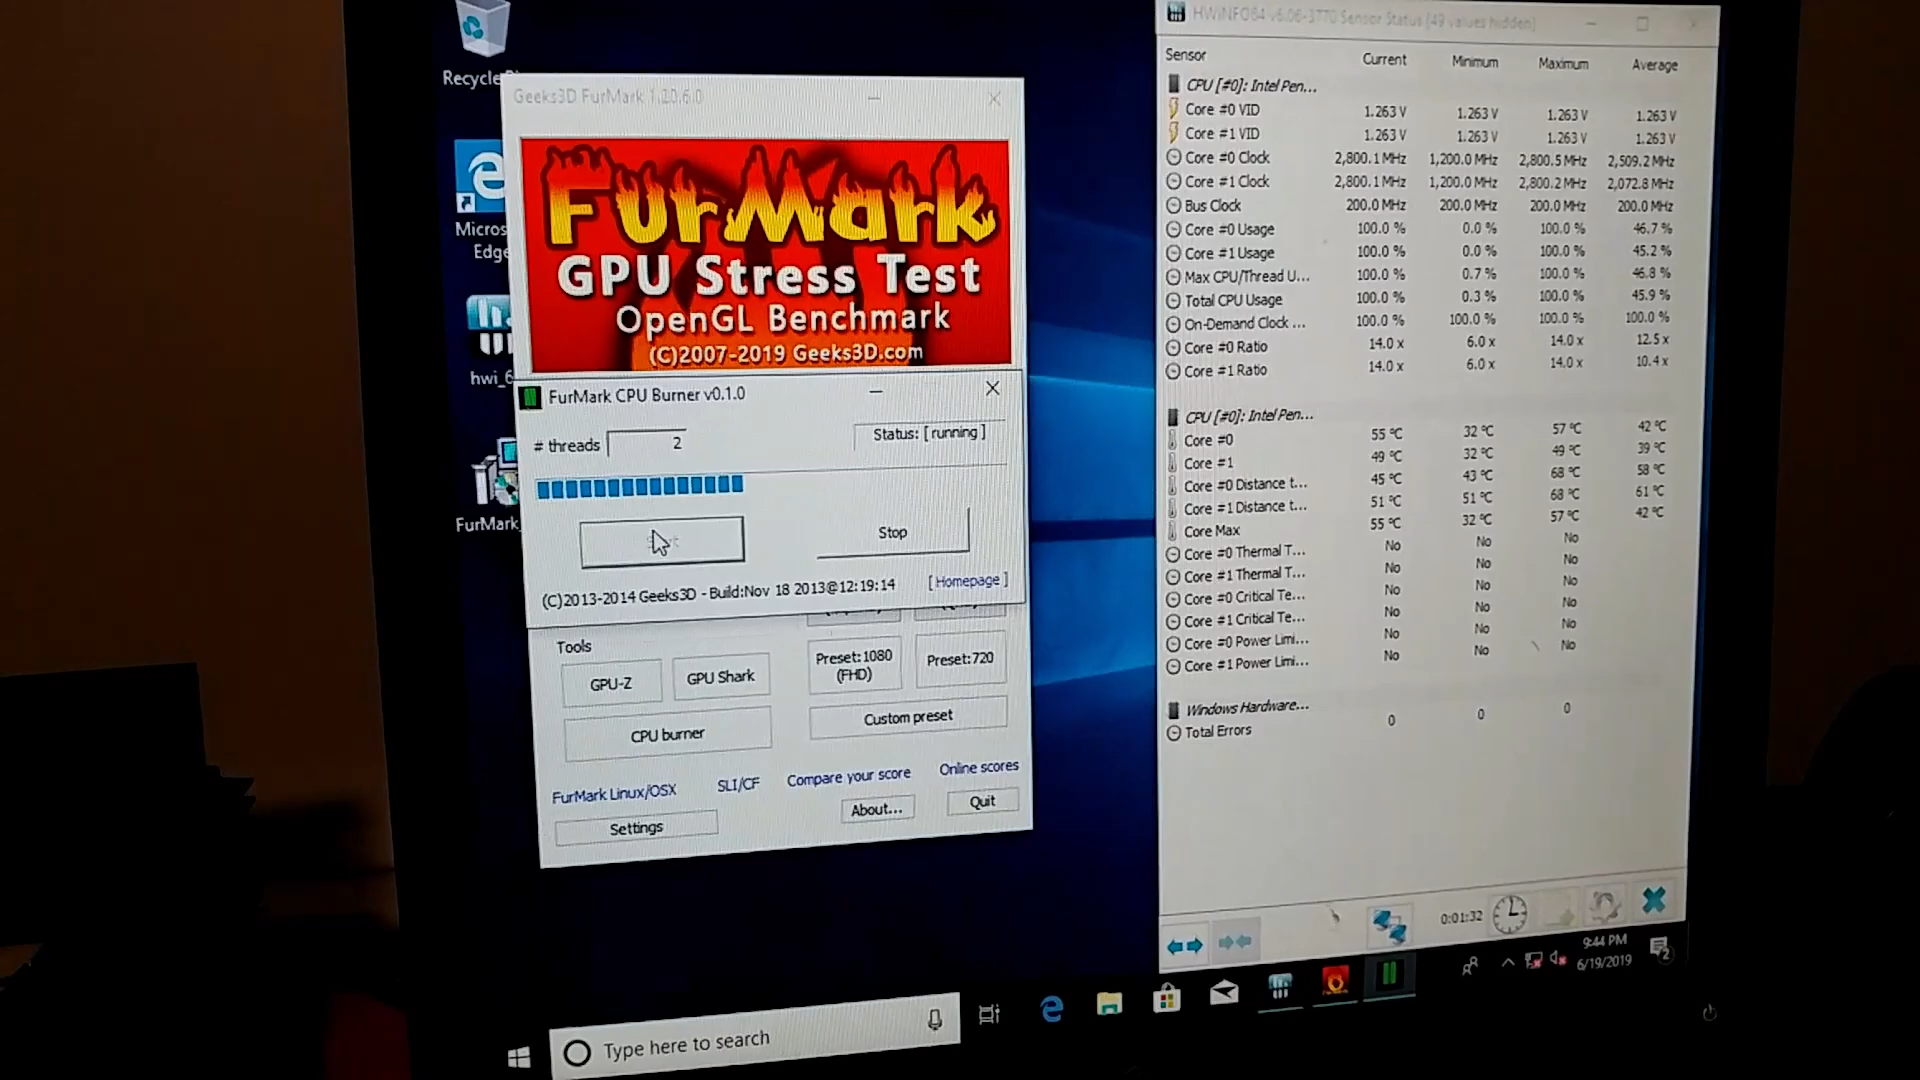 Recycle
Micros
Edge
hwi_6
FurMark
Geeks3D FurMark 1.20.6.0
FurMark
GPU Stress Test
OpenGL Benchmark
(C)2007-2019 Geeks3D.com
FurMark CPU Burner v0.1.0
# threads 2 Status: [ running ]
Stop
(C)2013-2014 Geeks3D - Build:Nov 18 2013@12:19:14 [ Homepage ]
Tools
GPU-Z GPU Shark
Preset:1080
(FHD)
Preset:720
CPU burner
Custom preset
FurMark Linux/OSX SLI/CF Compare your score Online scores
Settings About... Quit
HWiNFO64 v6.06-3770 Sensor Status [49 values hidden]
Sensor Current Minimum Maximum Average
CPU [#0]: Intel Pen...
Core #0 VID 1.263 V 1.263 V 1.263 V 1.263 V
Core #1 VID 1.263 V 1.263 V 1.263 V 1.263 V
Core #0 Clock 2,800.1 MHz 1,200.0 MHz 2,800.5 MHz 2,509.2 MHz
Core #1 Clock 2,800.1 MHz 1,200.0 MHz 2,800.2 MHz 2,072.8 MHz
Bus Clock 200.0 MHz 200.0 MHz 200.0 MHz 200.0 MHz
Core #0 Usage 100.0 % 0.0 % 100.0 % 46.7 %
Core #1 Usage 100.0 % 0.0 % 100.0 % 45.2 %
Max CPU/Thread U... 100.0 % 0.7 % 100.0 % 46.8 %
Total CPU Usage 100.0 % 0.3 % 100.0 % 45.9 %
On-Demand Clock ... 100.0 % 100.0 % 100.0 % 100.0 %
Core #0 Ratio 14.0 x 6.0 x 14.0 x 12.5 x
Core #1 Ratio 14.0 x 6.0 x 14.0 x 10.4 x
CPU [#0]: Intel Pen...
Core #0 55 °C 32 °C 57 °C 42 °C
Core #1 49 °C 32 °C 49 °C 39 °C
Core #0 Distance t... 45 °C 43 °C 68 °C 58 °C
Core #1 Distance t... 51 °C 51 °C 68 °C 61 °C
Core Max 55 °C 32 °C 57 °C 42 °C
Core #0 Thermal T... No No No
Core #1 Thermal T... No No No
Core #0 Critical Te... No No No
Core #1 Critical Te... No No No
Core #0 Power Limi... No No No
Core #1 Power Limi... No No No
Windows Hardware...
Total Errors 0 0 0
0:01:32
9:44 PM
6/19/2019
2
Type here to search